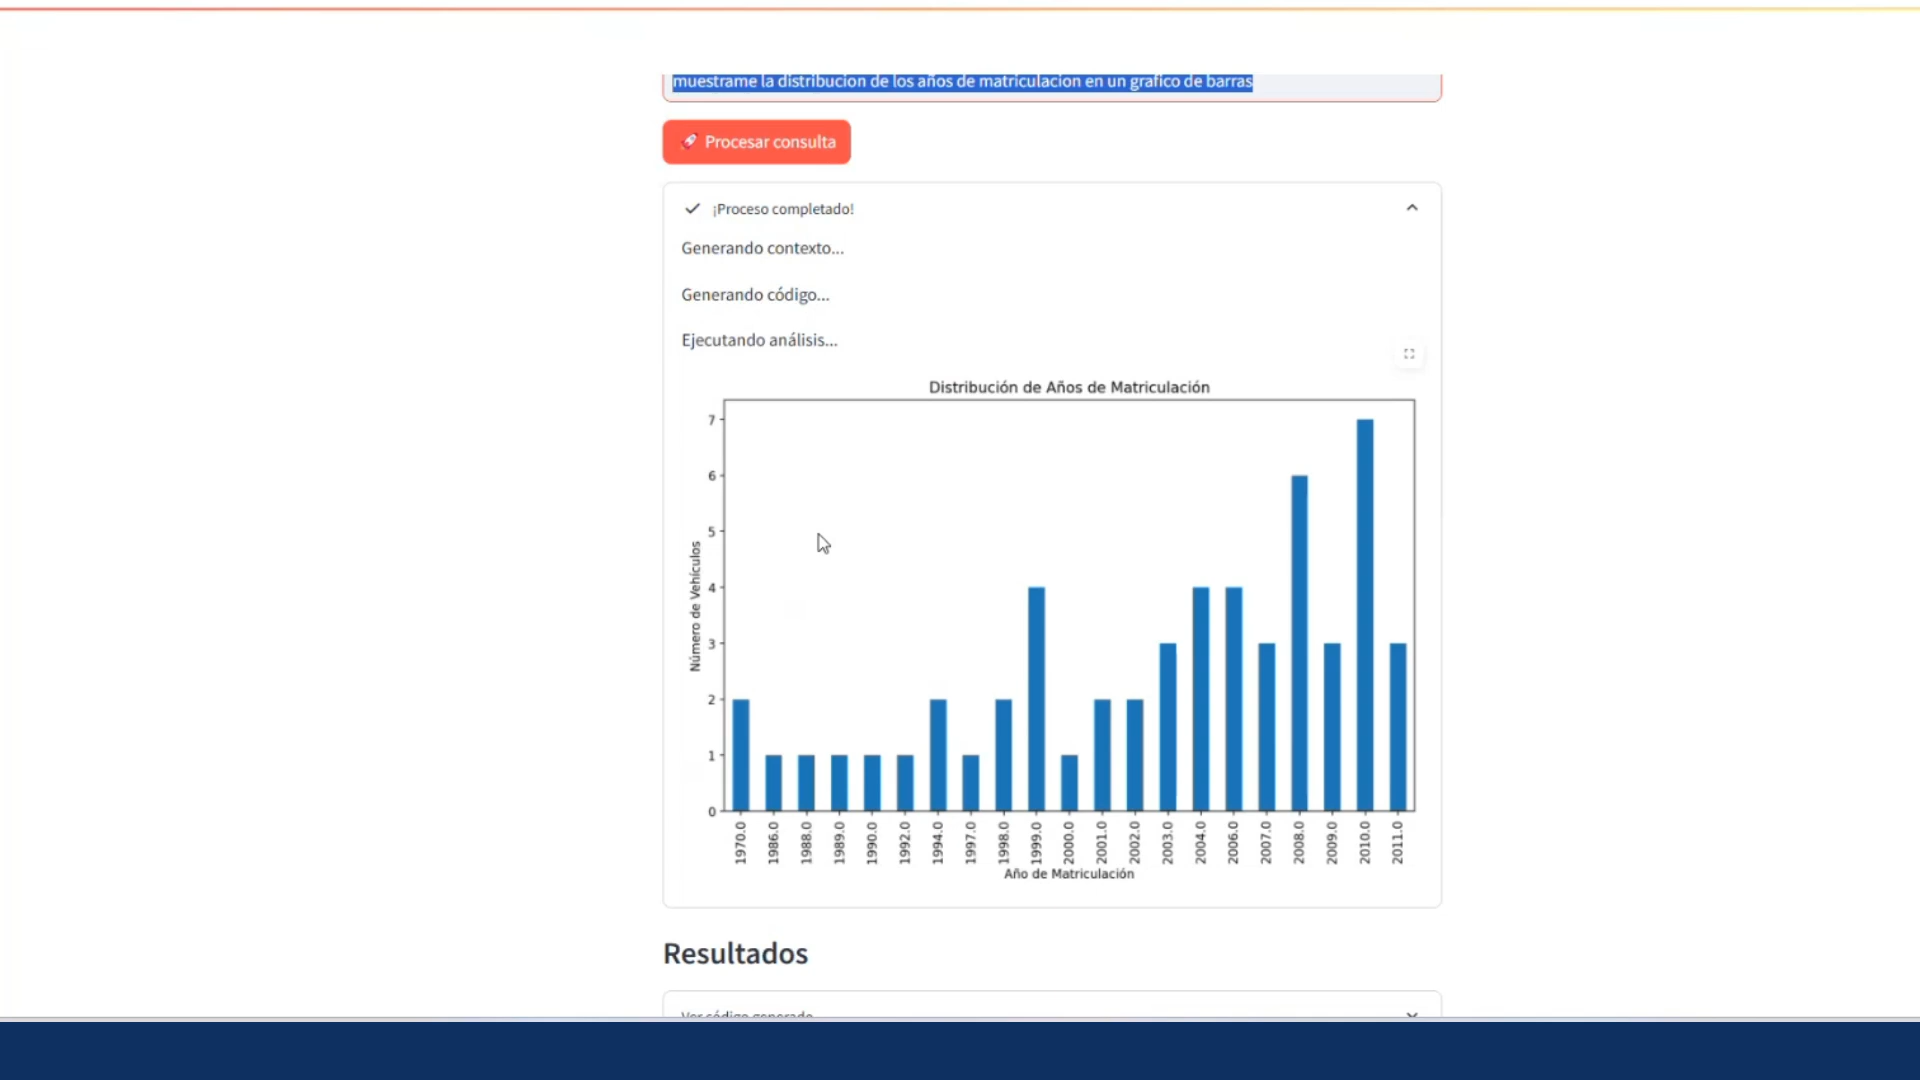 muestrame la distribucion de los años de matriculacion en un grafico de barras
🚀 Procesar consulta
¡Proceso completado!
Generando contexto...
Generando código...
Ejecutando análisis...
Distribución de Años de Matriculación
7
6
5
4
3
2
1
0
Número de Vehículos
1970.0 1986.0 1988.0 1989.0 1990.0 1992.0 1994.0 1997.0 1998.0 1999.0 2000.0 2001.0 2002.0 2003.0 2004.0 2006.0 2007.0 2008.0 2009.0 2010.0 2011.0
Año de Matriculación
Resultados
Ver código generado